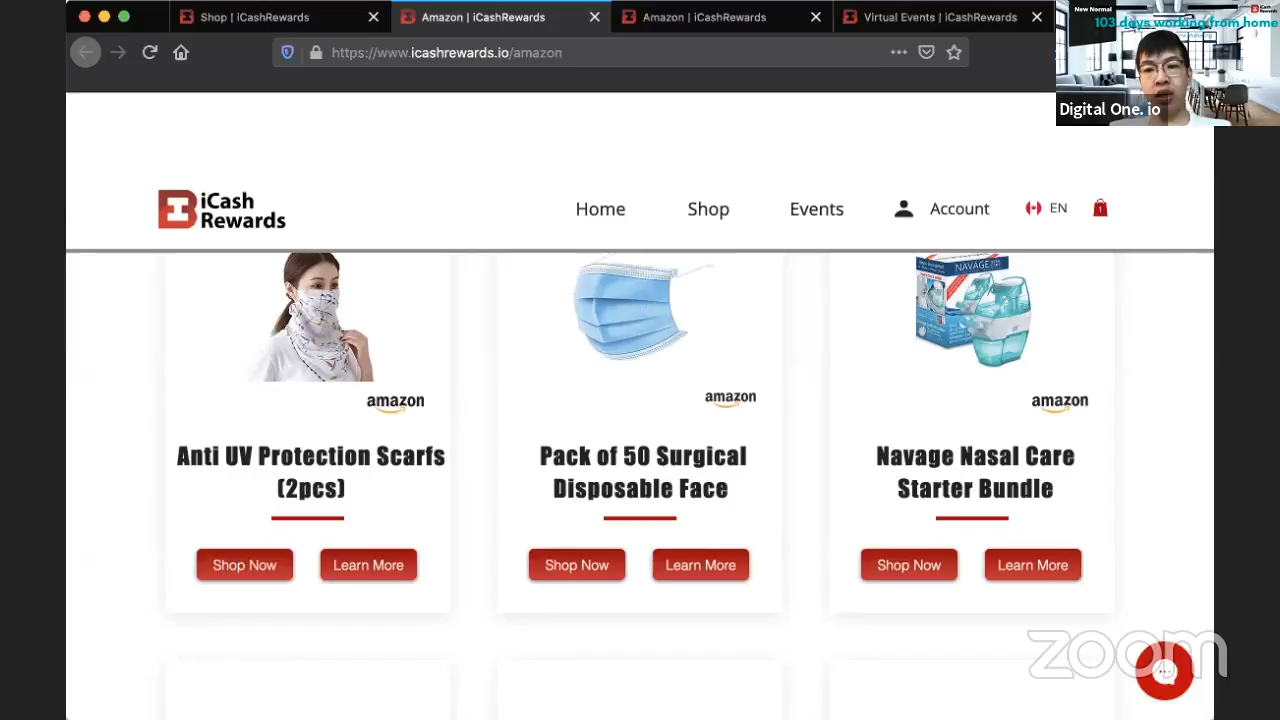 Shop | iCashRewards
Amazon | iCashRewards
Amazon | iCashRewards
Virtual Events | iCashRewards
https://www.icashrewards.io/amazon
New Normal
103 days working from home
Digital One. io
iCash
Rewards
Home
Shop
Events
Account
EN
1
NAVAGE
amazon
amazon
amazon
Anti UV Protection Scarfs
(2pcs)
Pack of 50 Surgical
Disposable Face
Navage Nasal Care
Starter Bundle
Shop Now
Learn More
Shop Now
Learn More
Shop Now
Learn More
zoom